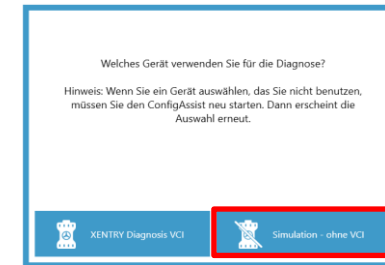 Welches Gerät verwenden Sie für die Diagnose?
Hinweis: Wenn Sie ein Gerät auswählen, das Sie nicht benutzen,
müssen Sie den ConfigAssist neu starten. Dann erscheint die
Auswahl erneut.
XENTRY Diagnosis VCI
Simulation - ohne VCI